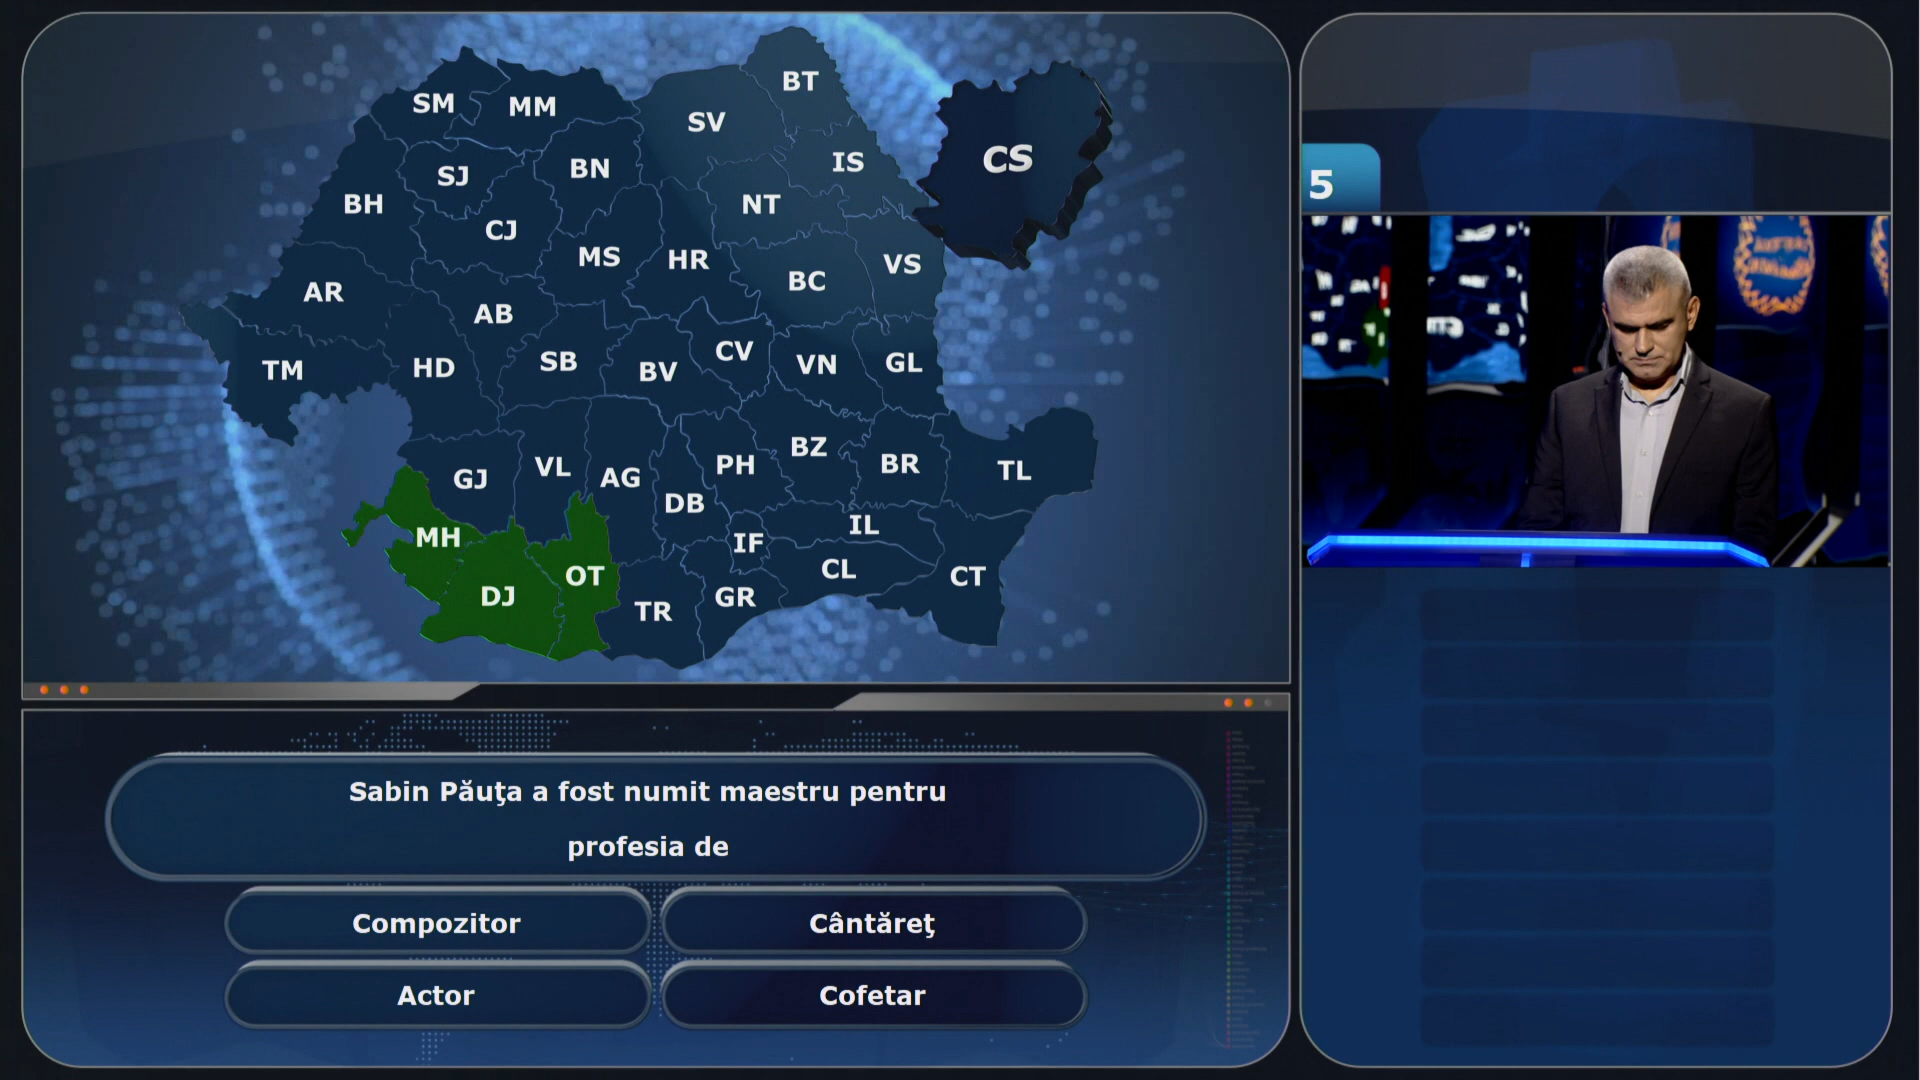 BT
SM
MM
SV
CS
IS
BN
SJ
5
BH
NT
CJ
MS
HR
VS
BC
AR
AB
CV
SB
VN
GL
TM
HD
BV
BZ
PH
BR
VL
TL
AG
GJ
DB
IL
MH
IF
CL
OT
CT
DJ
GR
TR
Sabin Păuţa a fost numit maestru pentru
profesia de
Compozitor
Cântăreţ
Actor
Cofetar